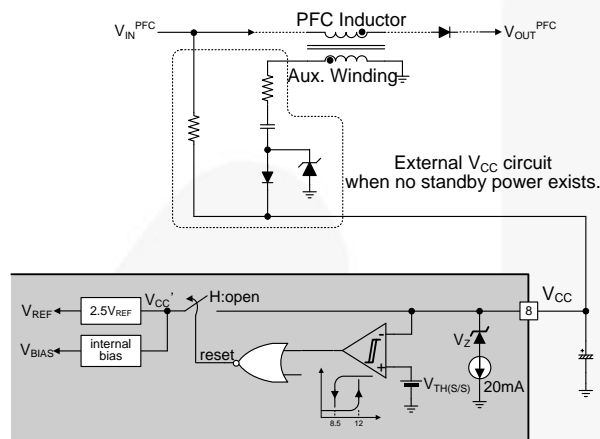 PFC Inductor
V_IN^PFC
V_OUT^PFC
Aux. Winding
External V_CC circuit
when no standby power exists.
H:open
V_CC
V_REF
2.5V_REF
V_CC'
8
V_Z
V_BIAS
internal
bias
reset
-
+
V_TH(S/S)
20mA
8.5
12
+